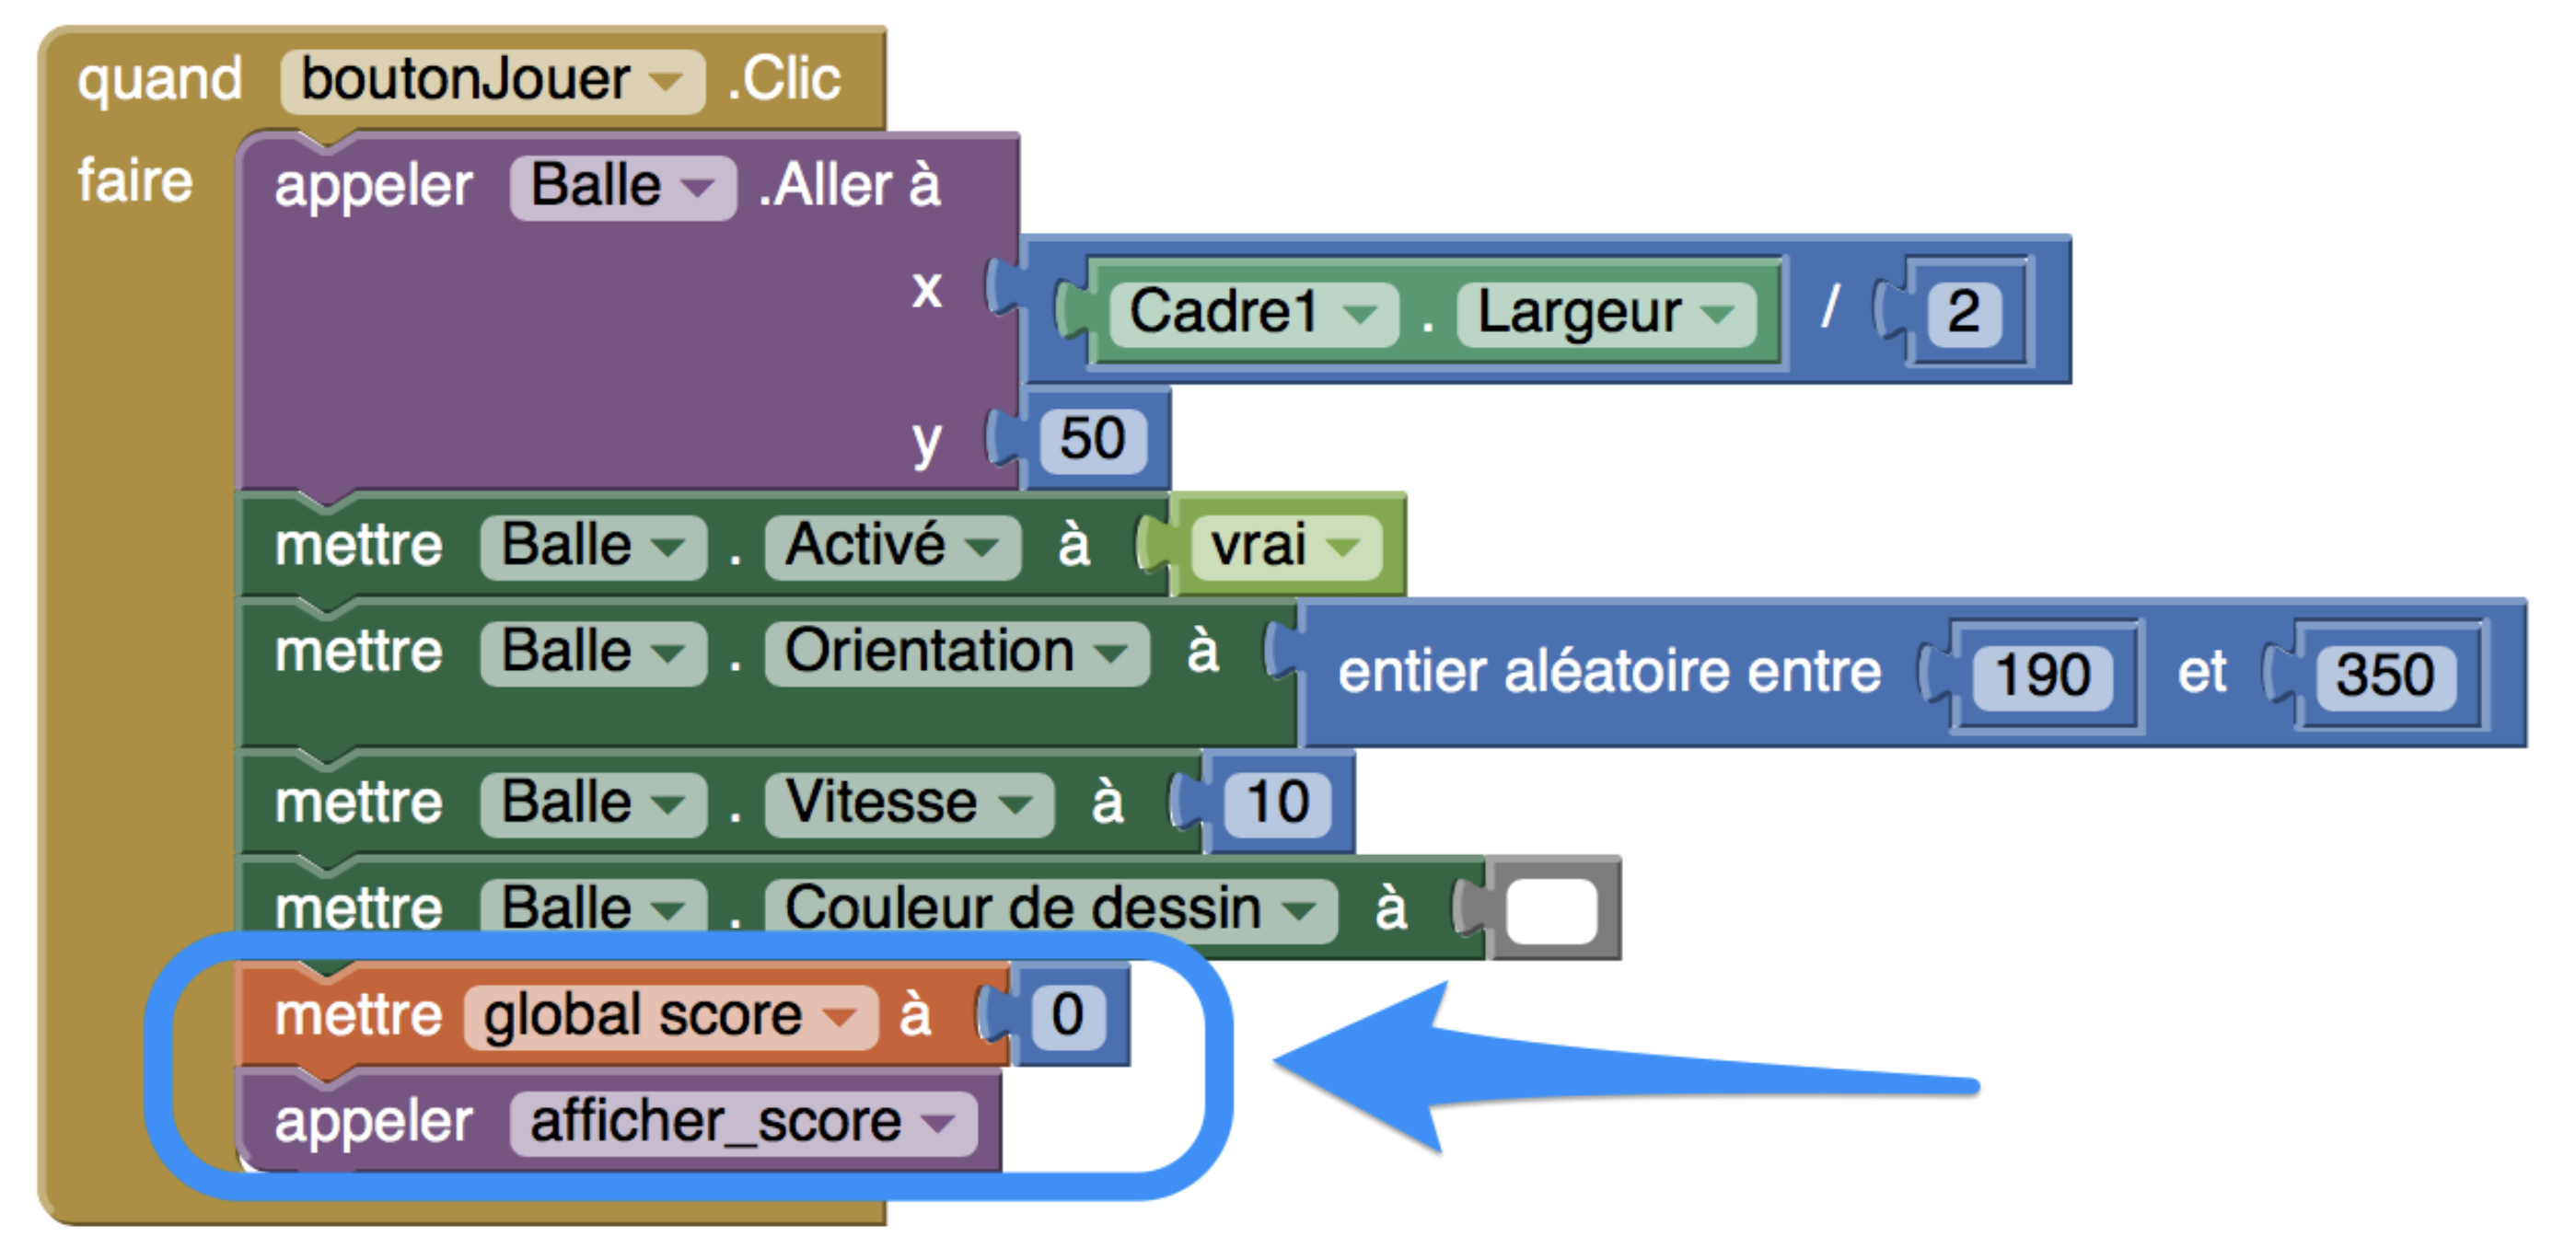 quand boutonJouer .Clic
faire appeler Balle .Aller à
x Cadre1 . Largeur / 2
y 50
mettre Balle . Activé à vrai
mettre Balle . Orientation à entier aléatoire entre 190 et 350
mettre Balle . Vitesse à 10
mettre Balle . Couleur de dessin à
mettre global score à 0
appeler afficher_score